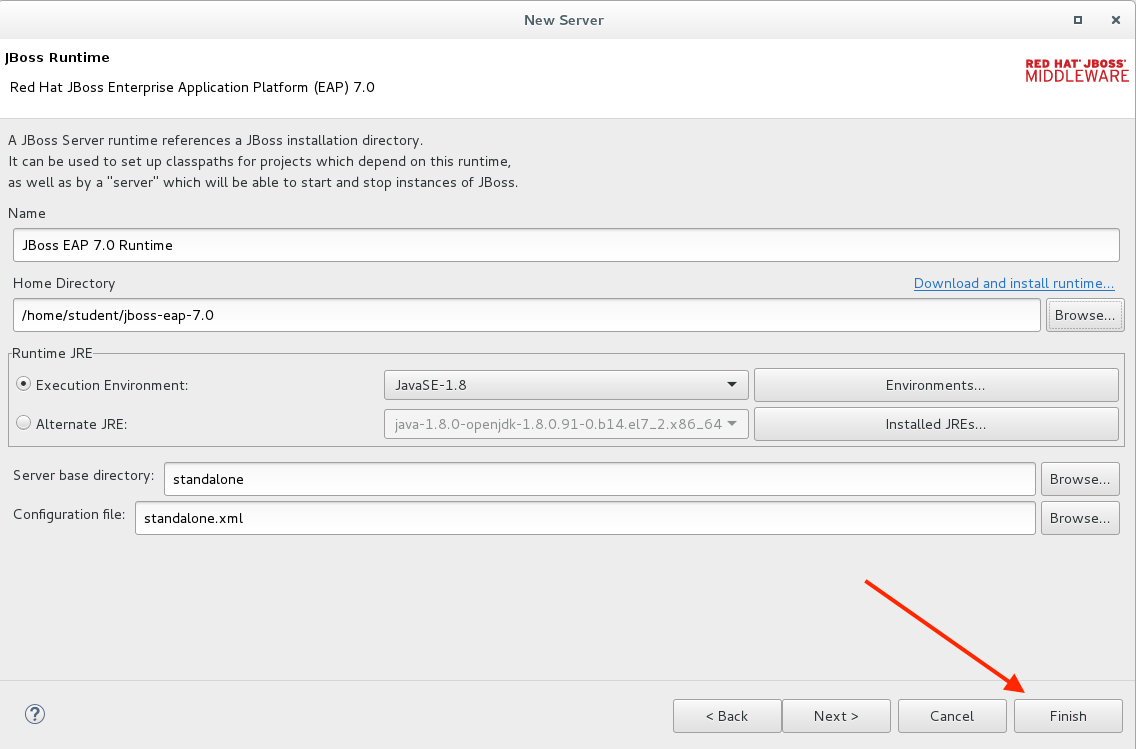 New Server
JBoss Runtime
Red Hat JBoss Enterprise Application Platform (EAP) 7.0
RED HAT® JBOSS®
MIDDLEWARE
A JBoss Server runtime references a JBoss installation directory.
It can be used to set up classpaths for projects which depend on this runtime,
as well as by a "server" which will be able to start and stop instances of JBoss.
Name
JBoss EAP 7.0 Runtime
Home Directory
Download and install runtime...
/home/student/jboss-eap-7.0
Browse...
Runtime JRE
Execution Environment:
JavaSE-1.8
Environments...
Alternate JRE:
java-1.8.0-openjdk-1.8.0.91-0.b14.el7_2.x86_64
Installed JREs...
Server base directory:
standalone
Browse...
Configuration file:
standalone.xml
Browse...
?
< Back
Next >
Cancel
Finish